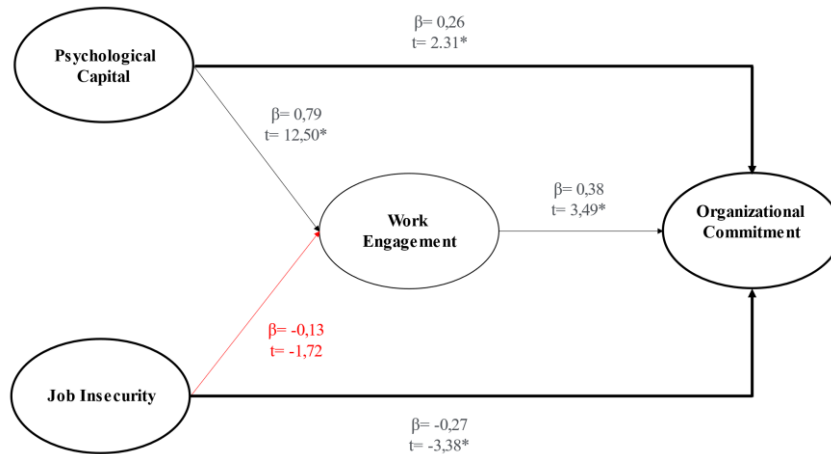 β= 0,26
t= 2.31*
Psychological
Capital
β= 0,79
t= 12,50*
Work
Engagement
β= 0,38
t= 3,49*
Organizational
Commitment
β= -0,13
t= -1,72
Job Insecurity
β= -0,27
t= -3,38*